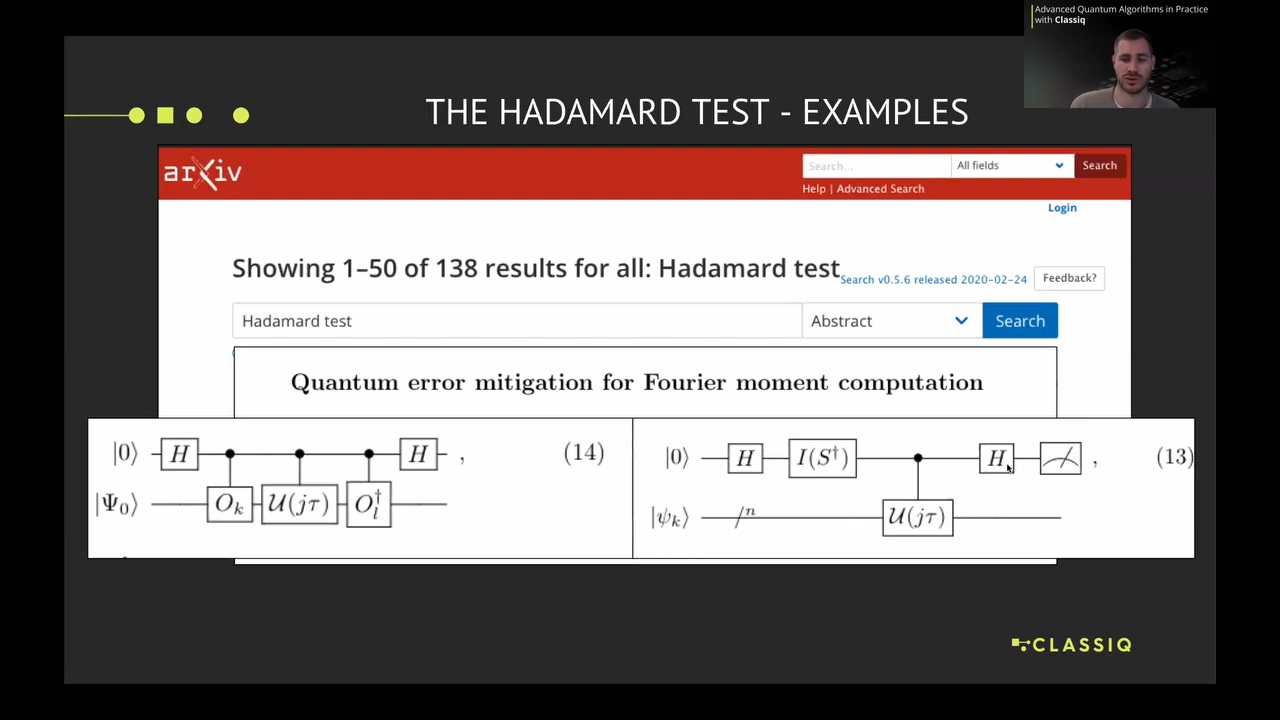 Advanced Quantum Algorithms in Practice
with Classiq
THE HADAMARD TEST - EXAMPLES
arXiv
Search...
All fields
Search
Help | Advanced Search
Login
Showing 1–50 of 138 results for all: Hadamard test
Search v0.5.6 released 2020-02-24
Feedback?
Hadamard test
Abstract
Search
Quantum error mitigation for Fourier moment computation
|0⟩ H H , (14)
|Ψ₀⟩ Oₖ 𝒰(jτ) Oₗ†
|0⟩ H I(S†) H , (13)
|ψₖ⟩ /ⁿ 𝒰(jτ)
CLASSIQ